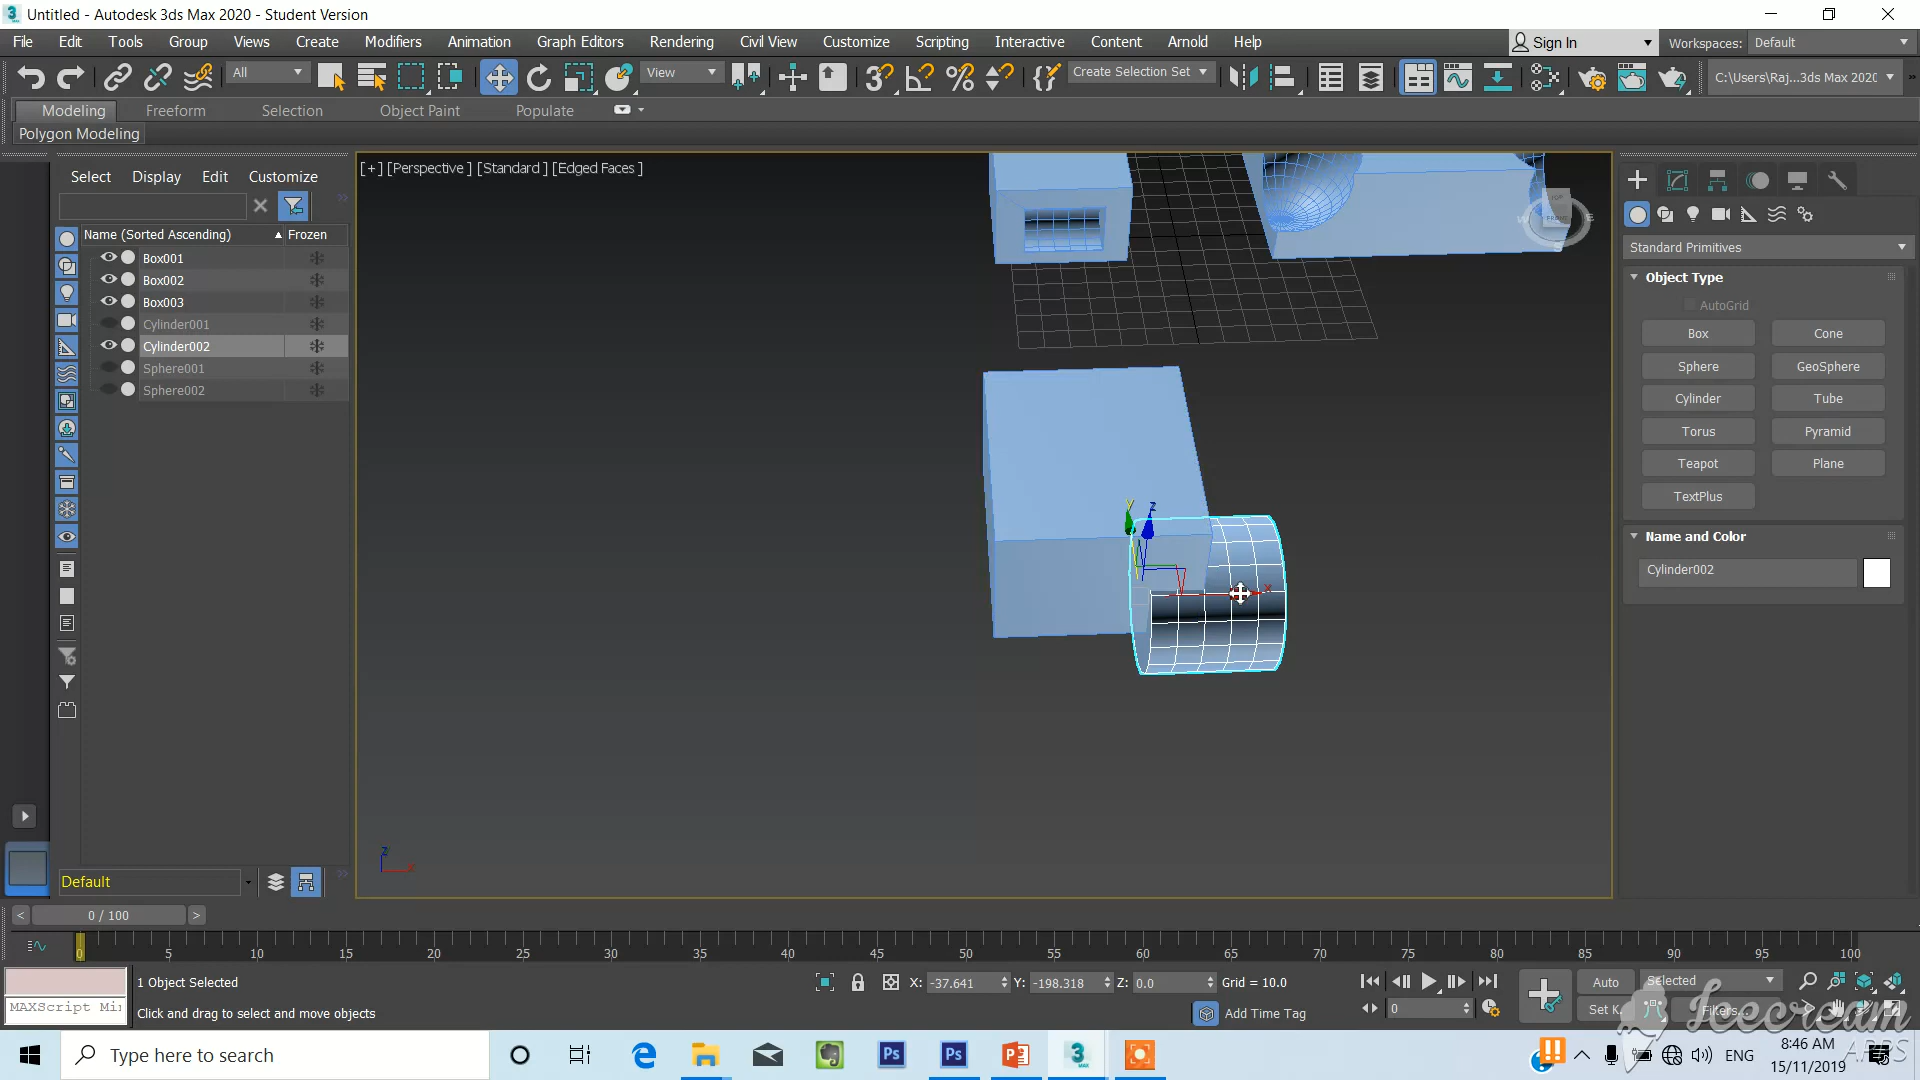 Untitled - Autodesk 3ds Max 2020 - Student Version
File Edit Tools Group Views Create Modifiers Animation Graph Editors Rendering Civil View Customize Scripting Interactive Content Arnold Help
Sign In
Workspaces: Default
All
View
Create Selection Set
C:\Users\Raj...3ds Max 2020
Modeling Freeform Selection Object Paint Populate
Polygon Modeling
Select Display Edit Customize
Name (Sorted Ascending) Frozen
Box001
Box002
Box003
Cylinder001
Cylinder002
Sphere001
Sphere002
Default
[+] [Perspective ] [Standard ] [Edged Faces ]
Y Z
X
Z
X
Standard Primitives
Object Type
AutoGrid
Box Cone
Sphere GeoSphere
Cylinder Tube
Torus Pyramid
Teapot Plane
TextPlus
Name and Color
Cylinder002
< 0 / 100 >
0 5 10 15 20 25 30 35 40 45 50 55 60 65 70 75 80 85 90 95 100
MAXScript Mi
1 Object Selected
Click and drag to select and move objects
X: -37.641 Y: -198.318 Z: 0.0 Grid = 10.0
Add Time Tag
0
Auto
Set K
Selected
Filters...
Icecream
APPS
Type here to search
ENG
8:46 AM
15/11/2019